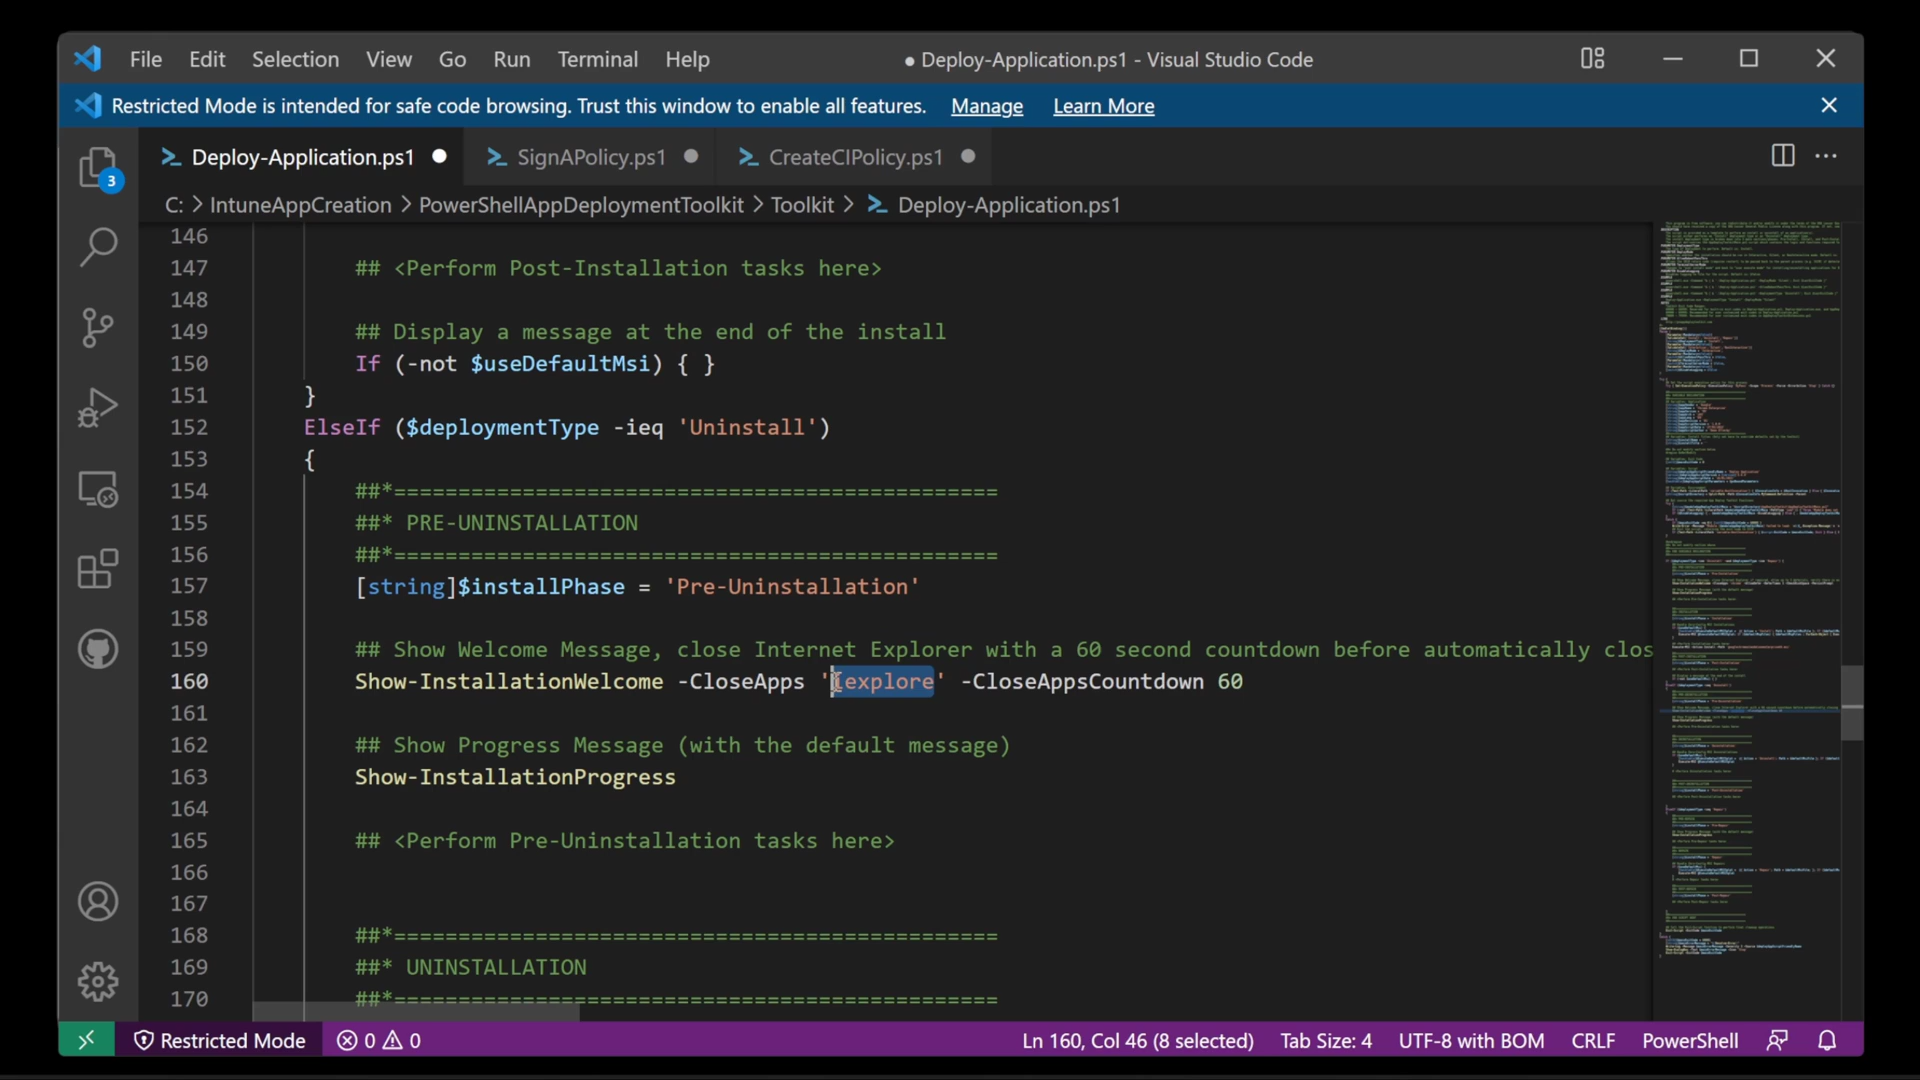 File Edit Selection View Go Run Terminal Help ● Deploy-Application.ps1 - Visual Studio Code
Restricted Mode is intended for safe code browsing. Trust this window to enable all features. Manage Learn More
Deploy-Application.ps1 SignAPolicy.ps1 CreateCIPolicy.ps1
C: > IntuneAppCreation > PowerShellAppDeploymentToolkit > Toolkit > Deploy-Application.ps1
3
146
147 ## <Perform Post-Installation tasks here>
148
149 ## Display a message at the end of the install
150 If (-not $useDefaultMsi) { }
151 }
152 ElseIf ($deploymentType -ieq 'Uninstall')
153 {
154 ##*===============================================
155 ##* PRE-UNINSTALLATION
156 ##*===============================================
157 [string]$installPhase = 'Pre-Uninstallation'
158
159 ## Show Welcome Message, close Internet Explorer with a 60 second countdown before automatically clos
160 Show-InstallationWelcome -CloseApps 'iexplore' -CloseAppsCountdown 60
161
162 ## Show Progress Message (with the default message)
163 Show-InstallationProgress
164
165 ## <Perform Pre-Uninstallation tasks here>
166
167
168 ##*===============================================
169 ##* UNINSTALLATION
170 ##*===============================================
Restricted Mode 0 0 Ln 160, Col 46 (8 selected) Tab Size: 4 UTF-8 with BOM CRLF PowerShell